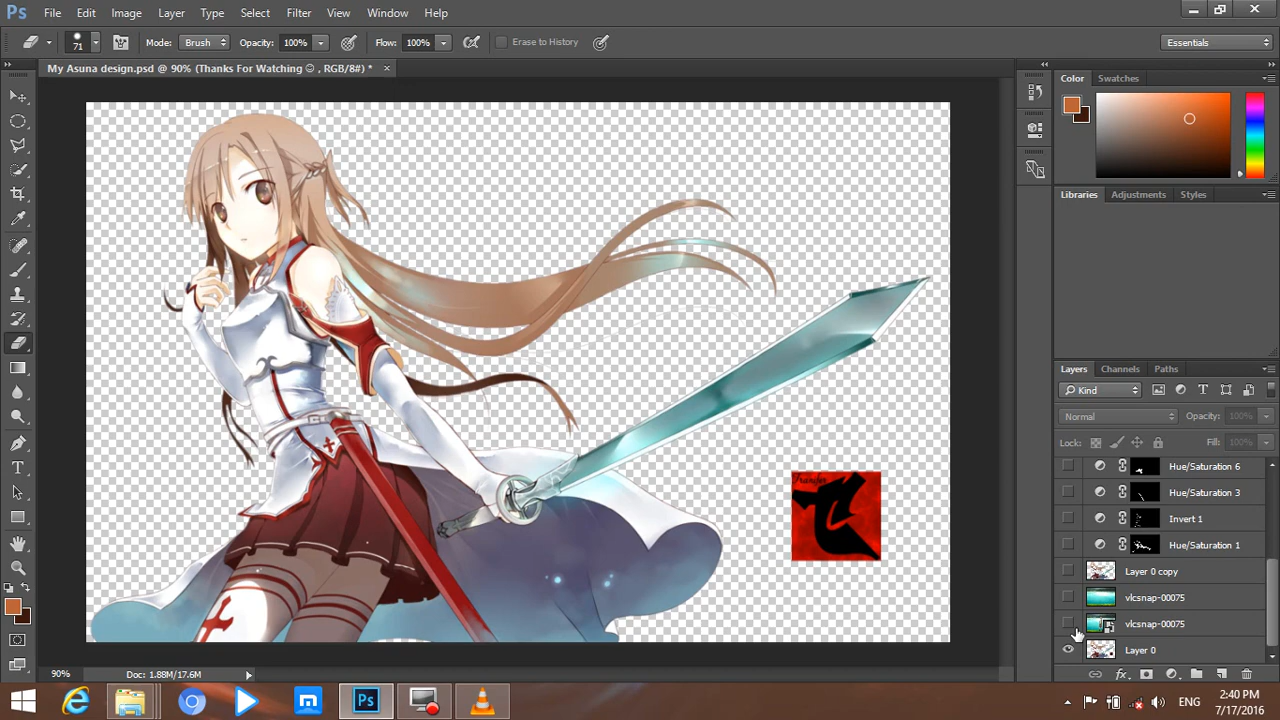 Ps File Edit Image Layer Type Select Filter View Window Help
71 Mode: Brush Opacity: 100% Flow: 100% Erase to History Essentials
My Asuna design.psd @ 90% (Thanks For Watching ☺ , RGB/8#) * ×
Color Swatches
Libraries Adjustments Styles
Layers Channels Paths
Kind
Normal Opacity: 100%
Lock: Fill: 100%
Hue/Saturation 6
Hue/Saturation 3
Invert 1
Hue/Saturation 1
Layer 0 copy
vlcsnap-00075
vlcsnap-00075
Layer 0
90% Doc: 1.88M/17.6M
Ps ENG 2:40 PM
7/17/2016